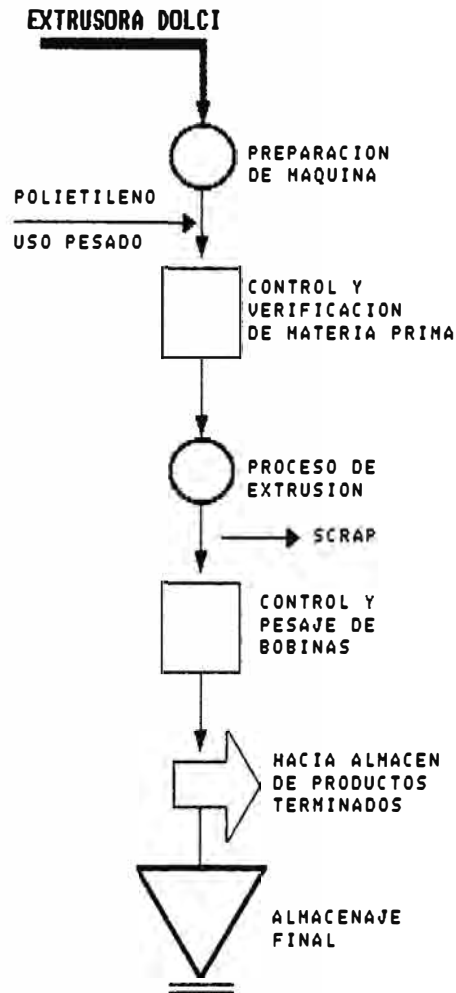 EXTRUSORA DOLCI
PREPARACION
DE MAQUINA
POLIETILENO
USO PESADO
CONTROL Y
VERIFICACION
DE MATERIA PRIMA
PROCESO DE
EXTRUSION
SCRAP
CONTROL Y
PESAJE DE
BOBINAS
HACIA ALMACEN
DE PRODUCTOS
TERMINADOS
ALMACENAJE
FINAL